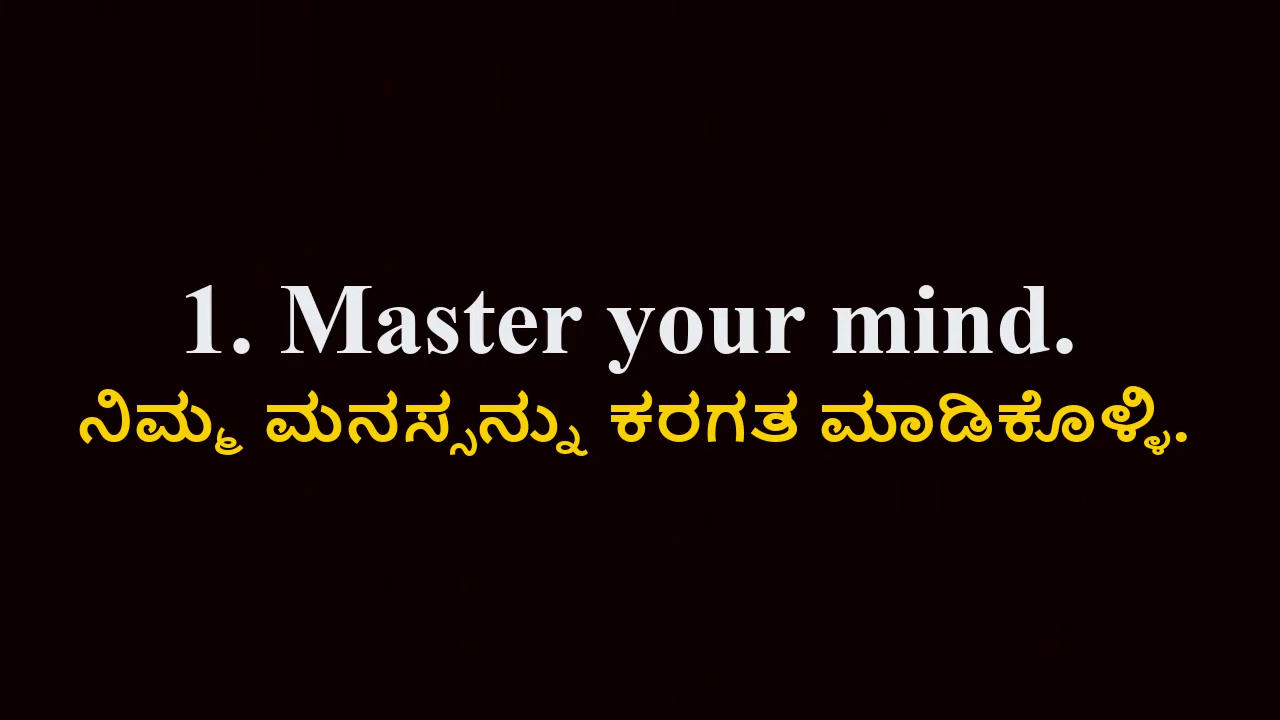 1. Master your mind.
ನಿಮ್ಮ ಮನಸ್ಸನ್ನು ಕರಗತ ಮಾಡಿಕೊಳ್ಳಿ.